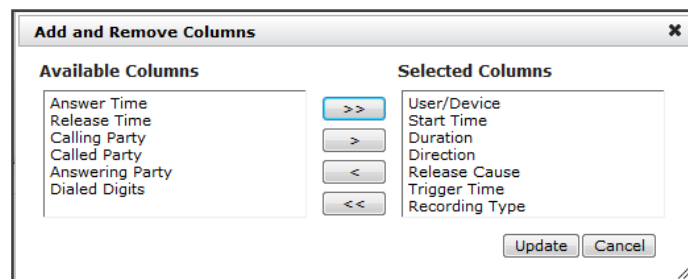 Add and Remove Columns ✖
Available Columns
Answer Time
Release Time
Calling Party
Called Party
Answering Party
Dialed Digits
>>
>
<
<<
Selected Columns
User/Device
Start Time
Duration
Direction
Release Cause
Trigger Time
Recording Type
Update Cancel